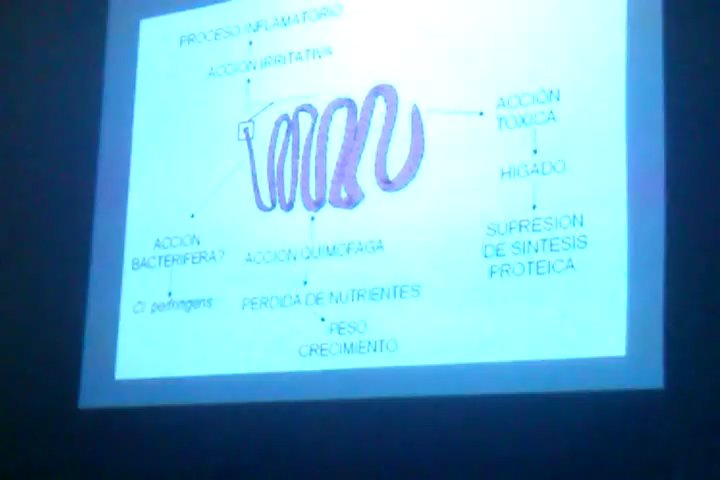 PROCESO INFLAMATORIO
ACCION IRRITATIVA
ACCIÓN
TOXICA
HIGADO
SUPRESION
DE SINTESIS
PROTEICA
ACCION
BACTERIFERA?
Cl. perfringens
ACCION QUIMOFAGA
PERDIDA DE NUTRIENTES
PESO
CRECIMIENTO